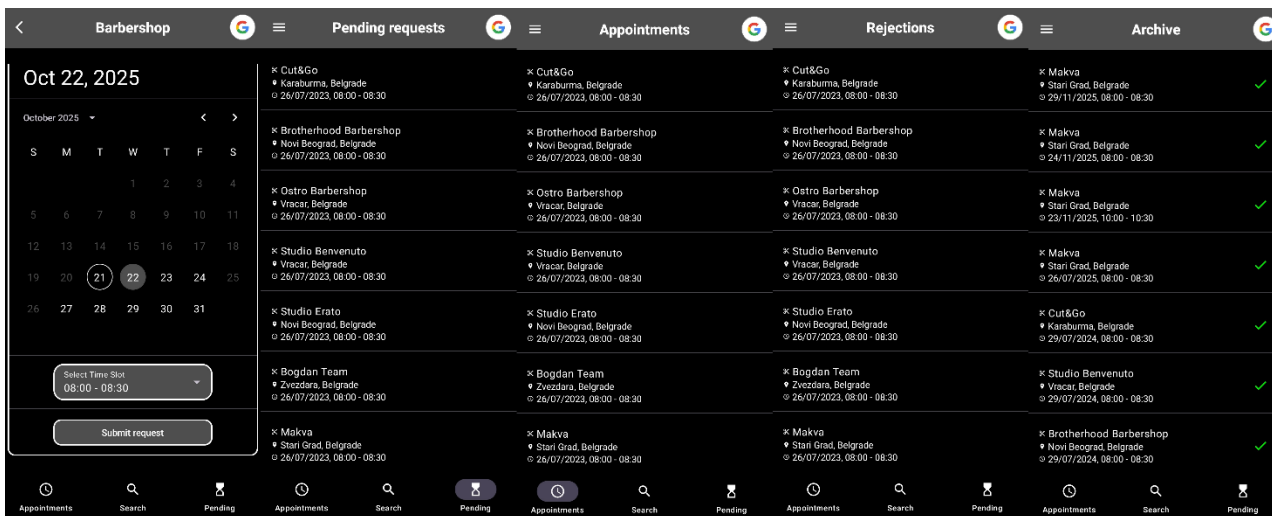 Barbershop
Oct 22, 2025
October 2025
S M T W T F S
1 2 3 4
5 6 7 8 9 10 11
12 13 14 15 16 17 18
19 20 21 22 23 24 25
26 27 28 29 30 31
Select Time Slot
08:00 - 08:30
Submit request
Appointments Search Pending
Pending requests
Cut&Go
Karaburma, Belgrade
26/07/2023, 08:00 - 08:30
Brotherhood Barbershop
Novi Beograd, Belgrade
26/07/2023, 08:00 - 08:30
Ostro Barbershop
Vracar, Belgrade
26/07/2023, 08:00 - 08:30
Studio Benvenuto
Vracar, Belgrade
26/07/2023, 08:00 - 08:30
Studio Erato
Novi Beograd, Belgrade
26/07/2023, 08:00 - 08:30
Bogdan Team
Zvezdara, Belgrade
26/07/2023, 08:00 - 08:30
Makva
Stari Grad, Belgrade
26/07/2023, 08:00 - 08:30
Appointments Search Pending
Appointments
Cut&Go
Karaburma, Belgrade
26/07/2023, 08:00 - 08:30
Brotherhood Barbershop
Novi Beograd, Belgrade
26/07/2023, 08:00 - 08:30
Ostro Barbershop
Vracar, Belgrade
26/07/2023, 08:00 - 08:30
Studio Benvenuto
Vracar, Belgrade
26/07/2023, 08:00 - 08:30
Studio Erato
Novi Beograd, Belgrade
26/07/2023, 08:00 - 08:30
Bogdan Team
Zvezdara, Belgrade
26/07/2023, 08:00 - 08:30
Makva
Stari Grad, Belgrade
26/07/2023, 08:00 - 08:30
Appointments Search Pending
Rejections
Cut&Go
Karaburma, Belgrade
26/07/2023, 08:00 - 08:30
Brotherhood Barbershop
Novi Beograd, Belgrade
26/07/2023, 08:00 - 08:30
Ostro Barbershop
Vracar, Belgrade
26/07/2023, 08:00 - 08:30
Studio Benvenuto
Vracar, Belgrade
26/07/2023, 08:00 - 08:30
Studio Erato
Novi Beograd, Belgrade
26/07/2023, 08:00 - 08:30
Bogdan Team
Zvezdara, Belgrade
26/07/2023, 08:00 - 08:30
Makva
Stari Grad, Belgrade
26/07/2023, 08:00 - 08:30
Appointments Search Pending
Archive
Makva
Stari Grad, Belgrade
29/11/2025, 08:00 - 08:30
Makva
Stari Grad, Belgrade
24/11/2025, 08:00 - 08:30
Makva
Stari Grad, Belgrade
23/11/2025, 10:00 - 10:30
Makva
Stari Grad, Belgrade
26/07/2025, 08:00 - 08:30
Cut&Go
Karaburma, Belgrade
29/07/2024, 08:00 - 08:30
Studio Benvenuto
Vracar, Belgrade
29/07/2024, 08:00 - 08:30
Brotherhood Barbershop
Novi Beograd, Belgrade
29/07/2024, 08:00 - 08:30
Appointments Search Pending